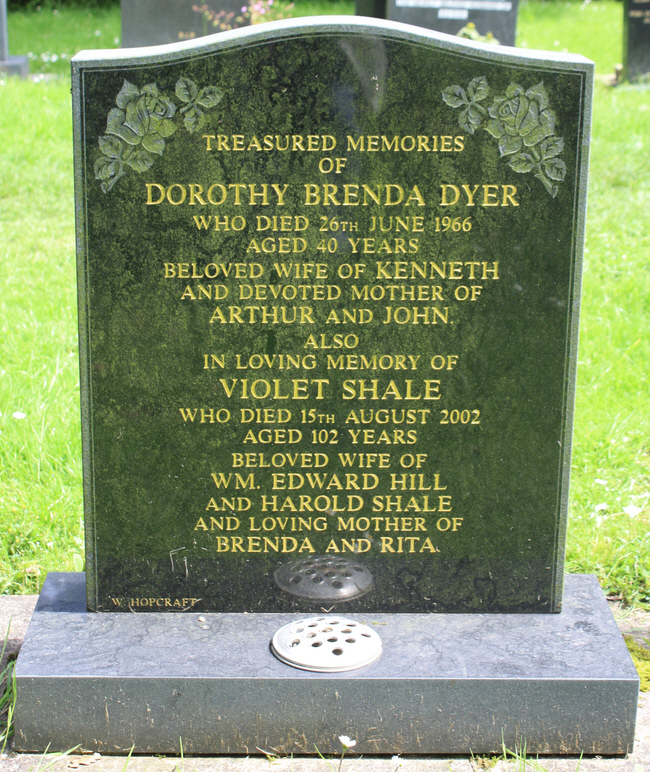 TREASURED MEMORIES
OF
DOROTHY BRENDA DYER
WHO DIED 26TH JUNE 1966
AGED 40 YEARS
BELOVED WIFE OF KENNETH
AND DEVOTED MOTHER OF
ARTHUR AND JOHN.
ALSO
IN LOVING MEMORY OF
VIOLET SHALE
WHO DIED 15TH AUGUST 2002
AGED 102 YEARS
BELOVED WIFE OF
WM. EDWARD HILL
AND HAROLD SHALE
AND LOVING MOTHER OF
BRENDA AND RITA.
W. HOPCRAFT